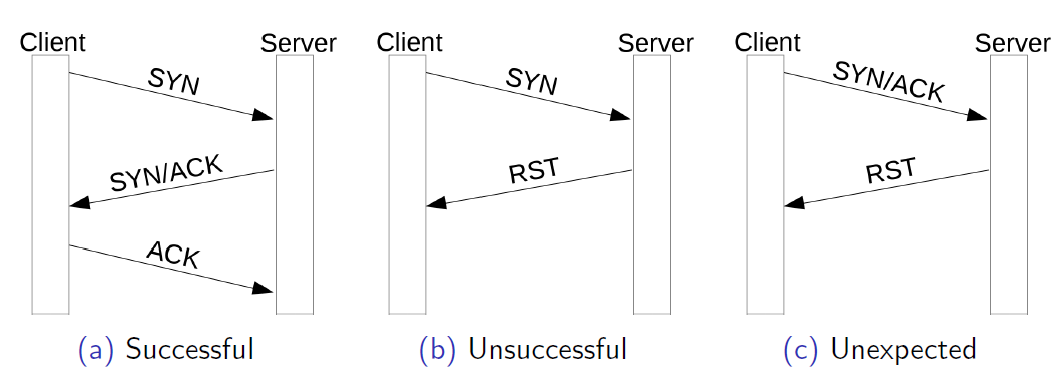 Client Server
SYN
SYN/ACK
ACK
(a) Successful
Client Server
SYN
RST
(b) Unsuccessful
Client Server
SYN/ACK
RST
(c) Unexpected